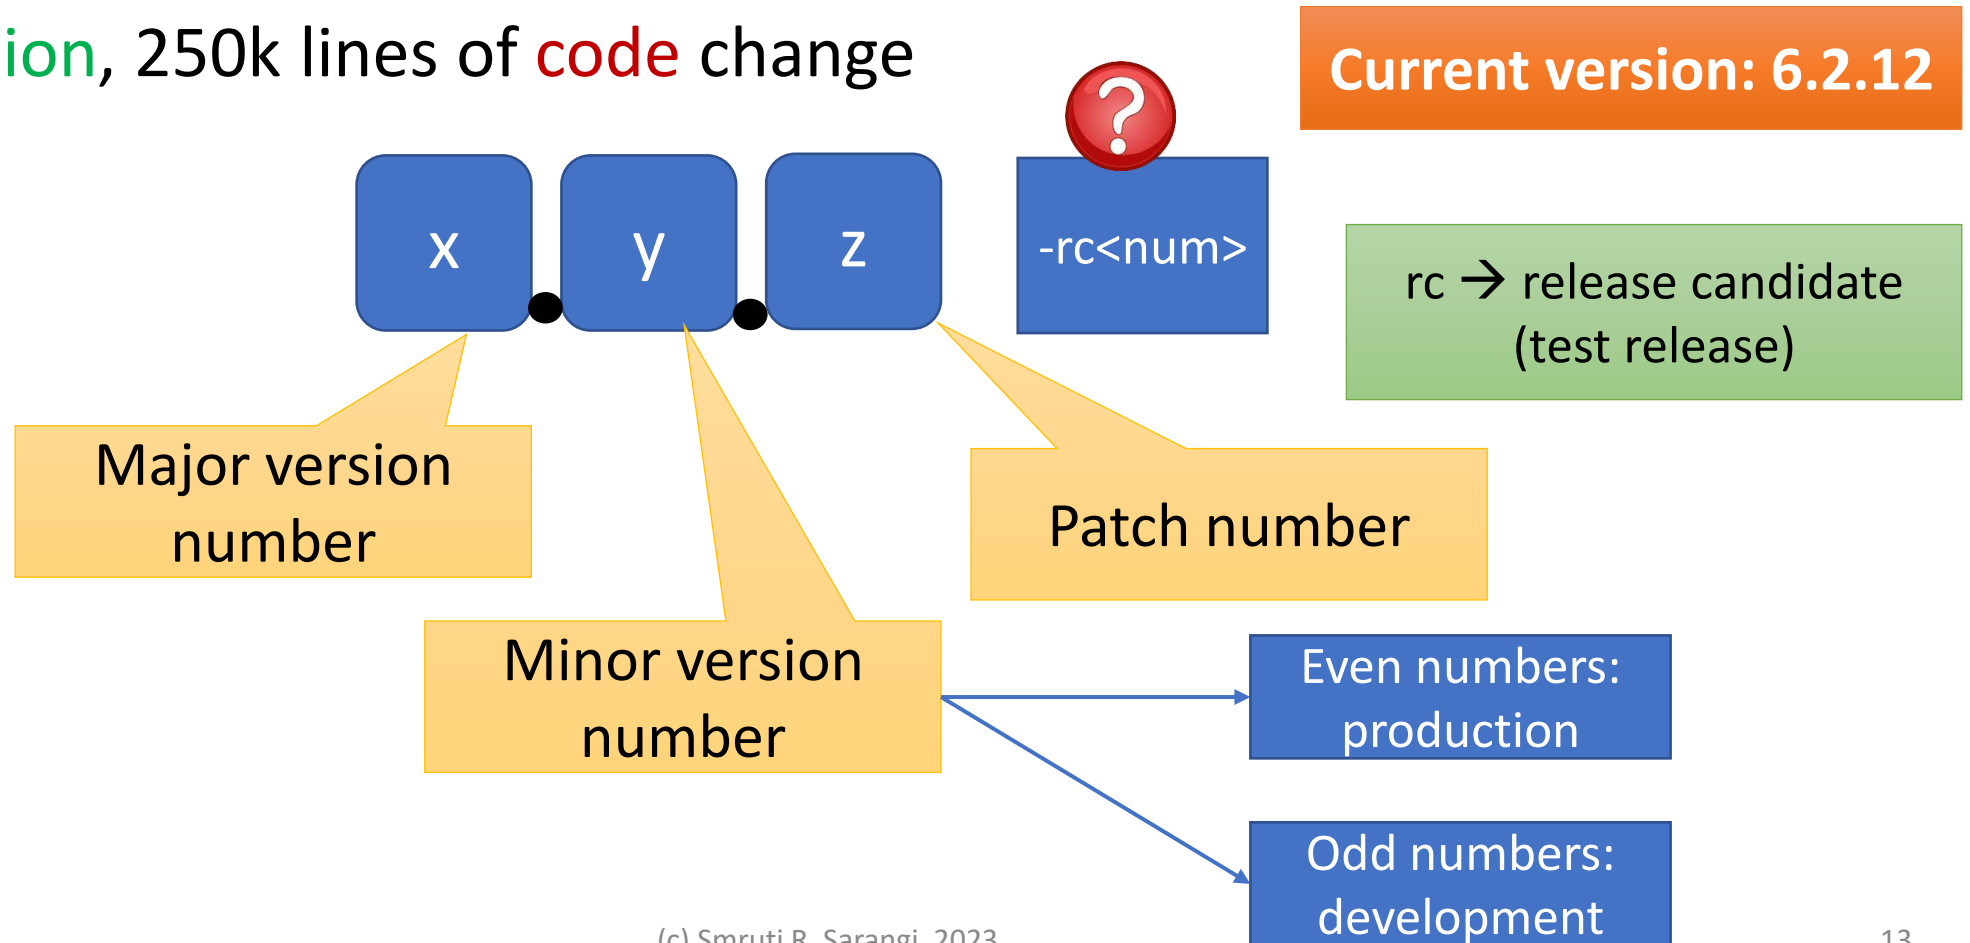 ion, 250k lines of code change
Current version: 6.2.12
?
x
y
z
-rc<num>
rc → release candidate
(test release)
Major version
number
Patch number
Minor version
number
Even numbers:
production
Odd numbers:
development
(c) Smruti R. Sarangi, 2023
13